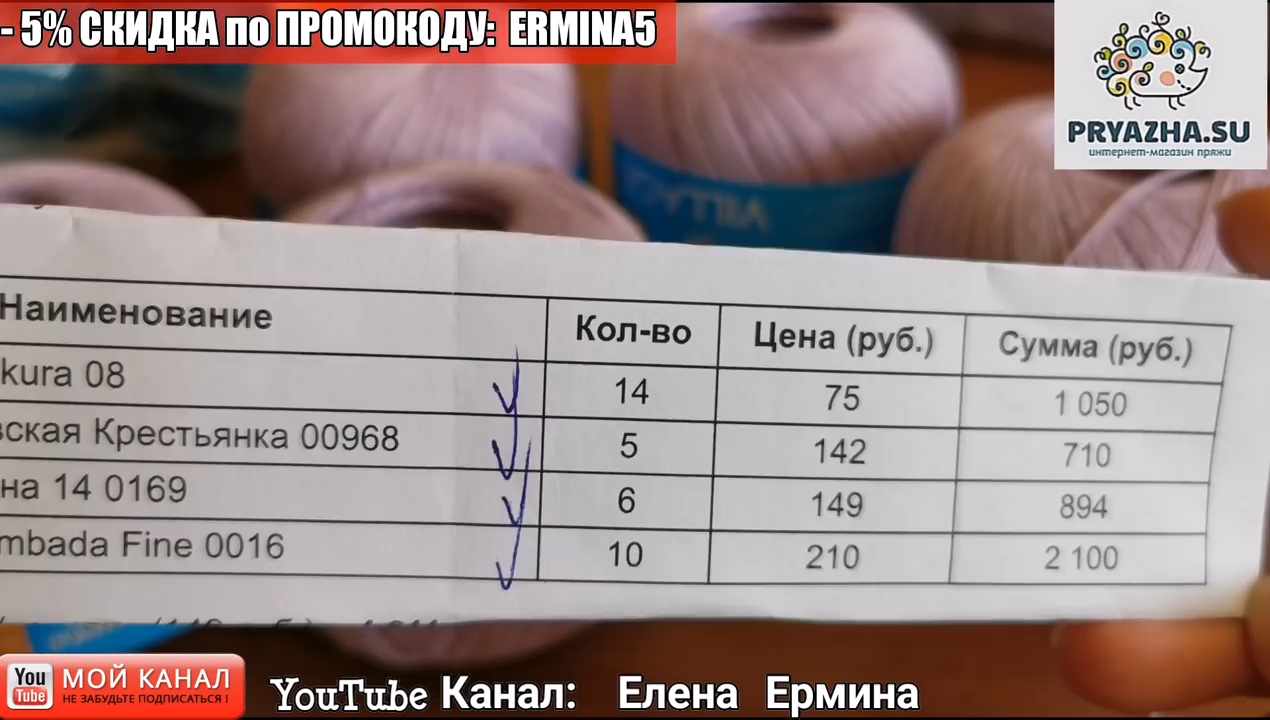 - 5% СКИДКА по ПРОМОКОДУ: ERMINA5
PRYAZHA.SU
интернет-магазин пряжи
Наименование Кол-во Цена (руб.) Сумма (руб.)
kura 08 14 75 1 050
вская Крестьянка 00968 5 142 710
на 14 0169 6 149 894
mbada Fine 0016 10 210 2 100
You Tube МОЙ КАНАЛ
НЕ ЗАБУДЬТЕ ПОДПИСАТЬСЯ !
YouTube Канал: Елена Ермина